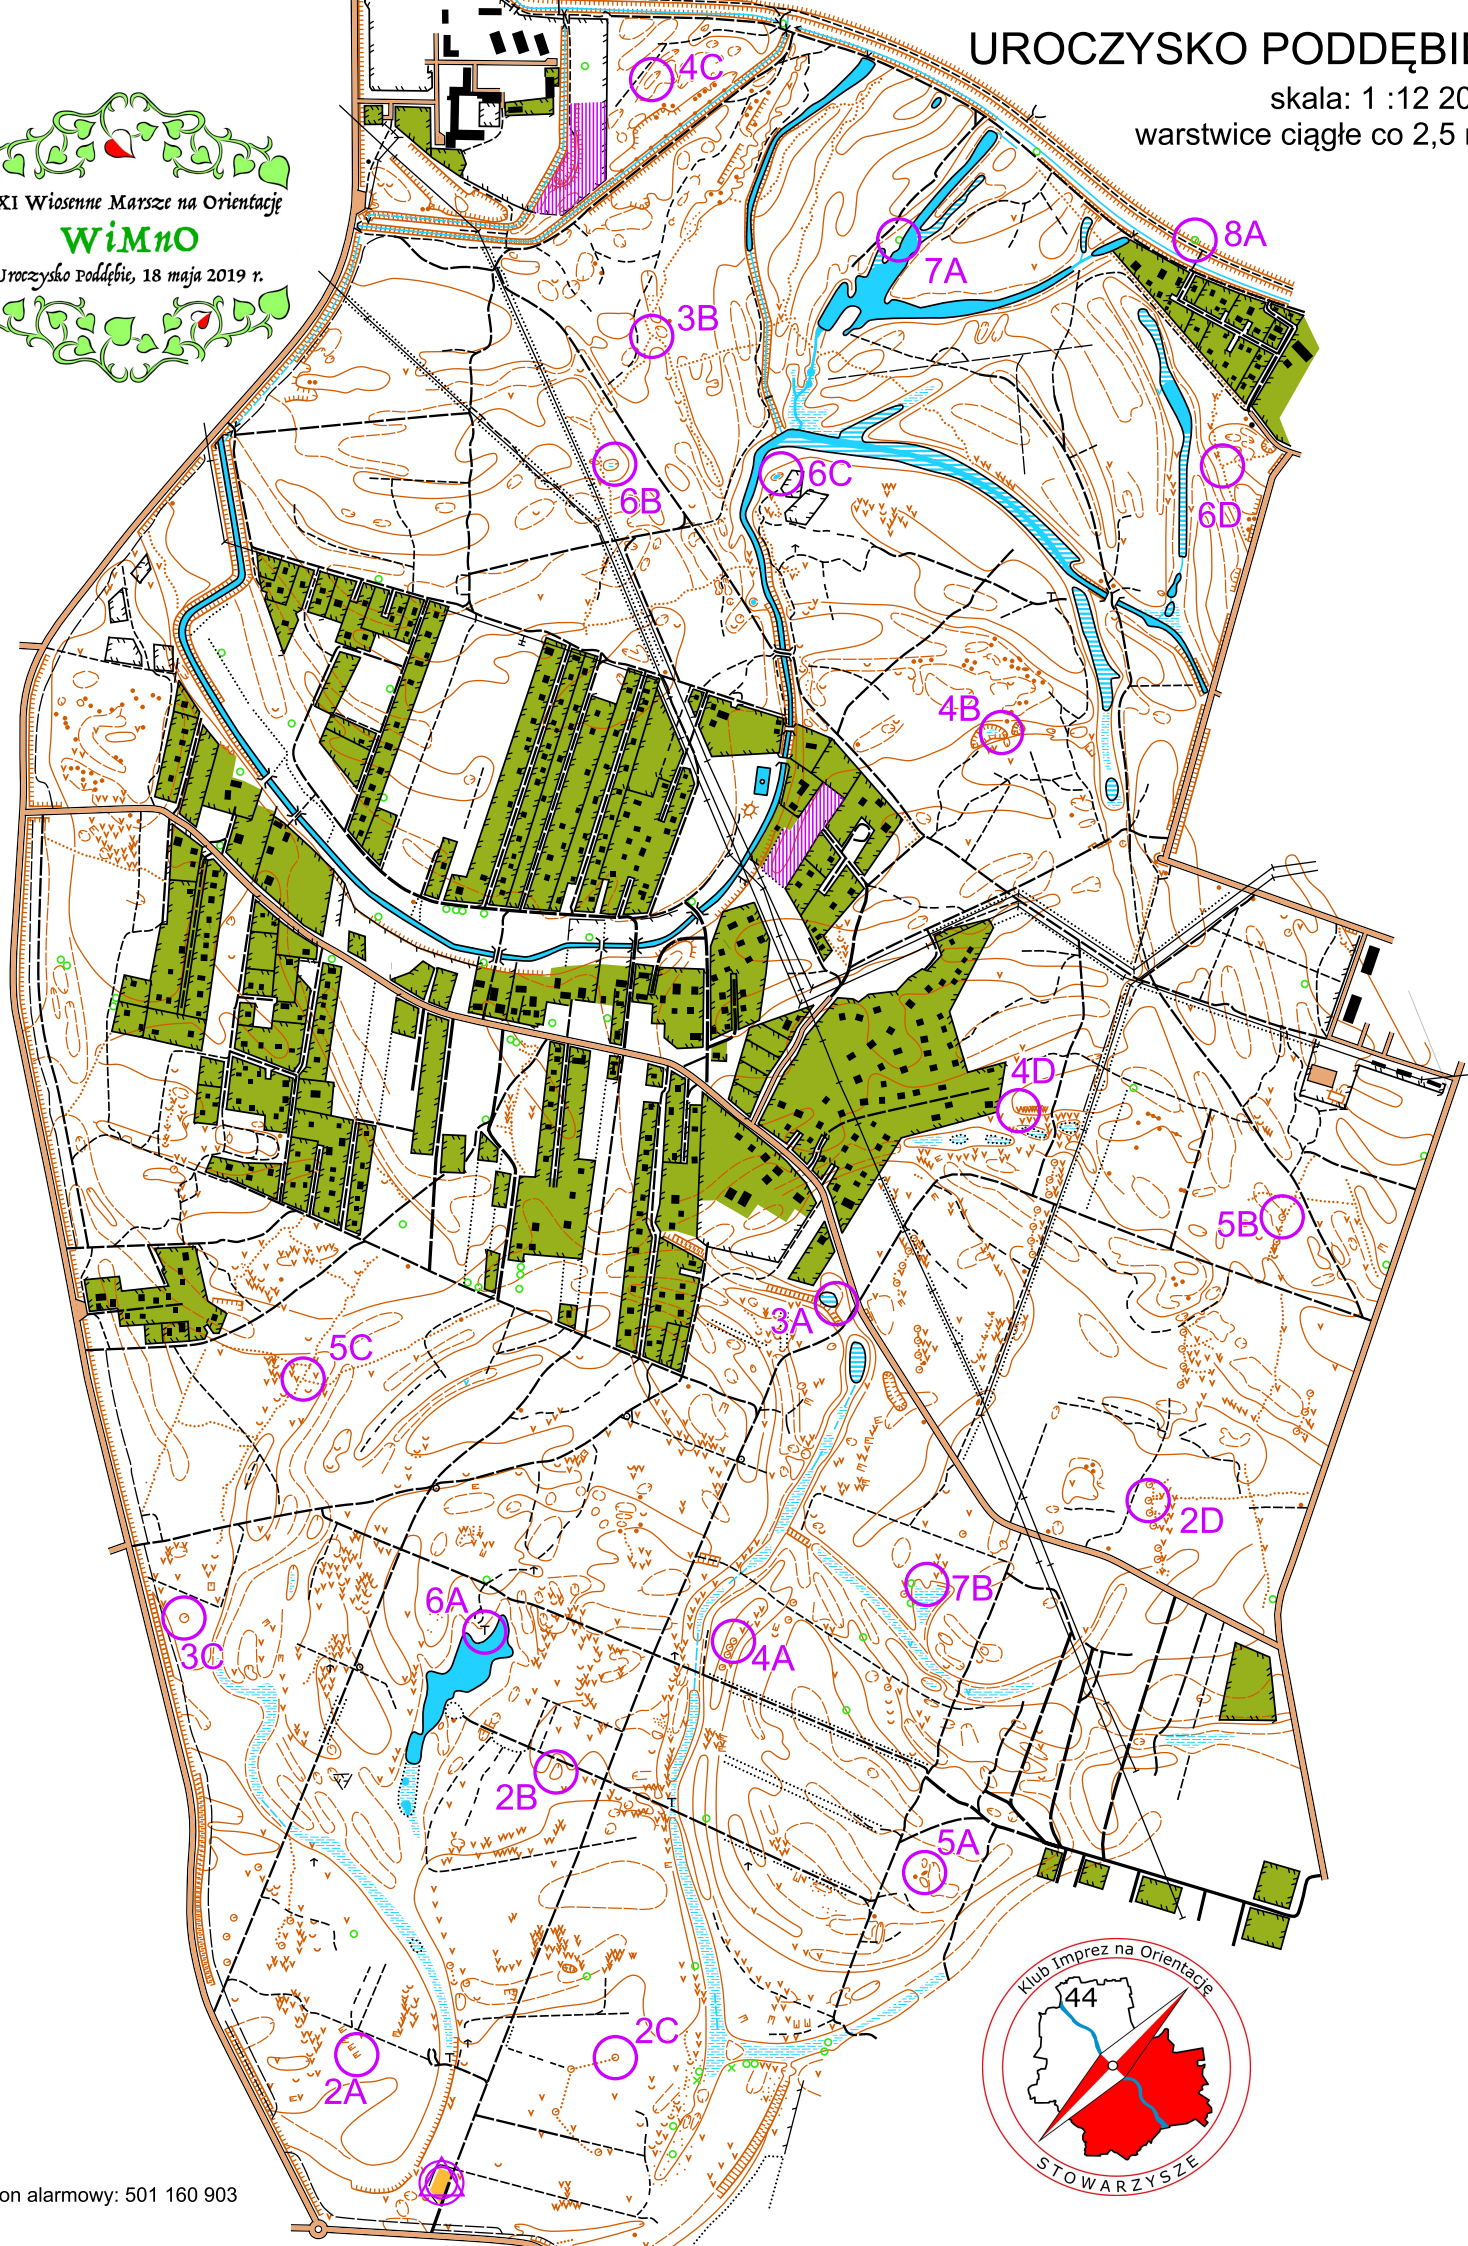 UROCZYSKO PODDĘBI
skala: 1 :12 20
warstwice ciągłe co 2,5
XI Wiosenne Marsze na Orientację
WiMnO
Uroczysko Poddębie, 18 maja 2019 r.
4C
8A
7A
3B
6B
6C
6D
4B
4D
5B
3A
5C
2D
6A
7B
3C
4A
2B
5A
2C
2A
Klub Imprez na Orientację
44
STOWARZYSZE
on alarmowy: 501 160 903